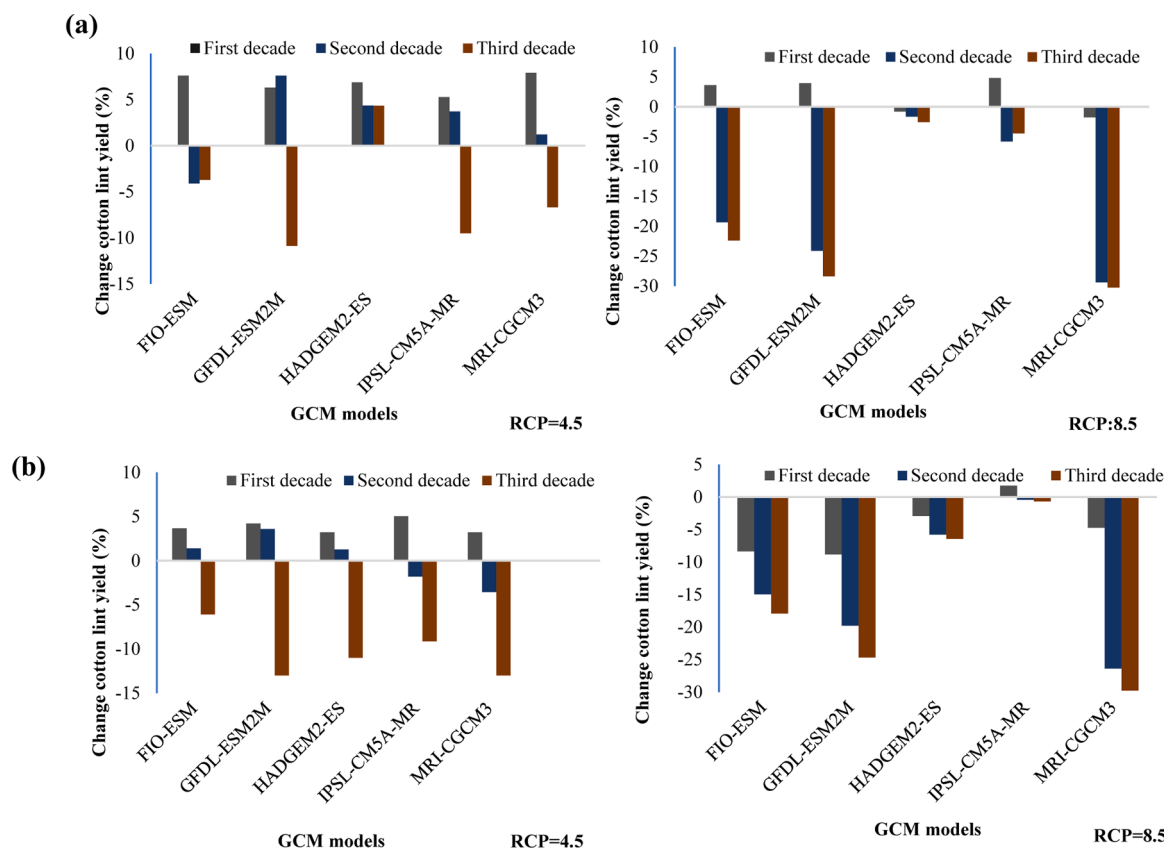 (a)
First decade Second decade Third decade
Change cotton lint yield (%)
10
5
0
-5
-10
-15
FIO-ESM
GFDL-ESM2M
HADGEM2-ES
IPSL-CM5A-MR
MRI-CGCM3
GCM models
RCP=4.5
First decade Second decade Third decade
Change cotton lint yield (%)
10
5
0
-5
-10
-15
-20
-25
-30
FIO-ESM
GFDL-ESM2M
HADGEM2-ES
IPSL-CM5A-MR
MRI-CGCM3
GCM models
RCP:8.5
(b)
First decade Second decade Third decade
Change cotton lint yield (%)
10
5
0
-5
-10
-15
FIO-ESM
GFDL-ESM2M
HADGEM2-ES
IPSL-CM5A-MR
MRI-CGCM3
GCM models
RCP=4.5
First decade Second decade Third decade
Change cotton lint yield (%)
5
0
-5
-10
-15
-20
-25
-30
FIO-ESM
GFDL-ESM2M
HADGEM2-ES
IPSL-CM5A-MR
MRI-CGCM3
GCM models
RCP=8.5